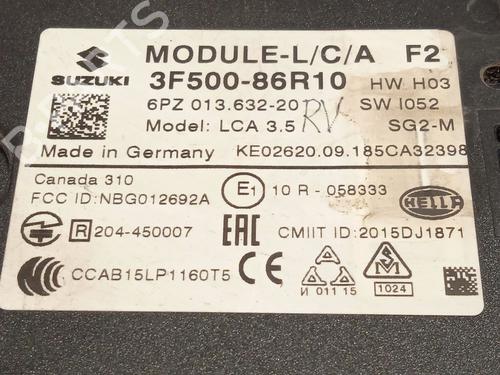 SUZUKI
MODULE-L/C/A F2
3F500-86R10 HW H03
6PZ 013.632-20 RV SW I052
Model: LCA 3.5 SG2-M
Made in Germany KE02620.09.185CA32398
Canada 310
FCC ID: NBG012692A
E1 10 R - 058333
HELLA
R 204-450007
EAC
CMIIT ID: 2015DJ1871
CCAB15LP1160T5
CE
И 011 15
1024